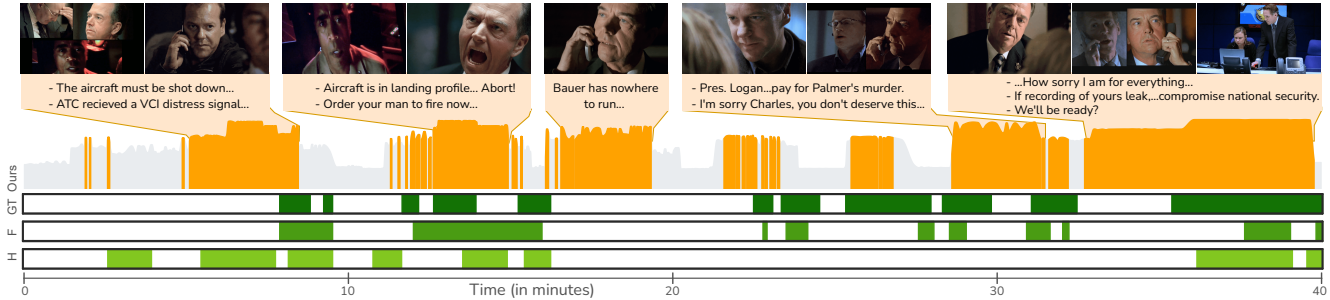 - The aircraft must be shot down...
- ATC recieved a VCI distress signal...
- Aircraft is in landing profile... Abort!
- Order your man to fire now...
Bauer has nowhere
to run...
- Pres. Logan...pay for Palmer's murder.
- I'm sorry Charles, you don't deserve this...
- ...How sorry I am for everything...
- If recording of yours leak,...compromise national security.
- We'll be ready?
Ours
GT
F
H
0 10 20 30 40
Time (in minutes)